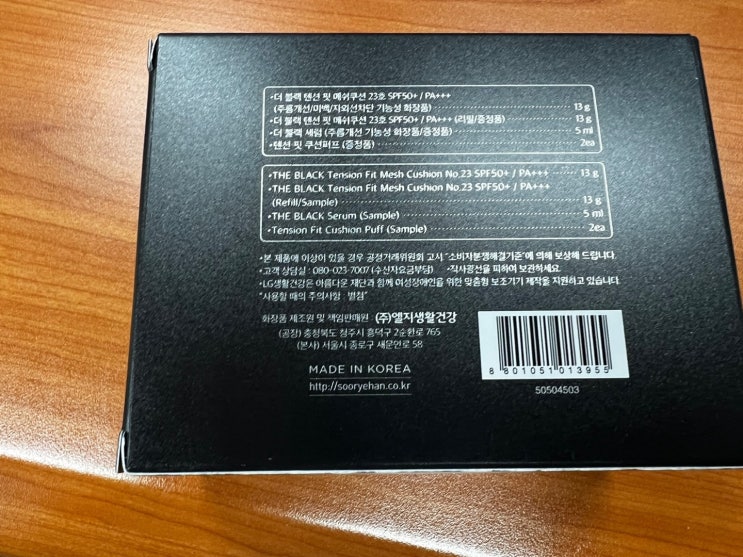 •더 블랙 텐션 핏 매쉬쿠션 23호 SPF50+ / PA+++
(주름개선/미백/자외선차단 기능성 화장품) 13 g
•더 블랙 텐션 핏 매쉬쿠션 23호 SPF50+ / PA+++ (리필/증정품) 13 g
•더 블랙 세럼 (주름개선 기능성 화장품/증정품) 5 ml
•텐션 핏 쿠션퍼프 (증정품) 2ea
•THE BLACK Tension Fit Mesh Cushion No.23 SPF50+ / PA+++ 13 g
•THE BLACK Tension Fit Mesh Cushion No.23 SPF50+ / PA+++
(Refill/Sample) 13 g
•THE BLACK Serum (Sample) 5 ml
•Tension Fit Cushion Puff (Sample) 2ea
•본 제품에 이상이 있을 경우 공정거래위원회 고시 "소비자분쟁해결기준"에 의해 보상해 드립니다.
•고객 상담실 : 080-023-7007 (수신자요금부담) •직사광선을 피하여 보관하세요.
•LG생활건강은 아름다운 재단과 함께 여성장애인을 위한 맞춤형 보조기기 제작을 지원하고 있습니다.
"사용할 때의 주의사항 : 별첨"
화장품 제조원 및 책임판매원 (주)엘지생활건강
(공장) 충청북도 청주시 흥덕구 2순환로 765
(본사) 서울시 종로구 새문안로 58
MADE IN KOREA
http://sooryehan.co.kr
8 801051 013955
50504503